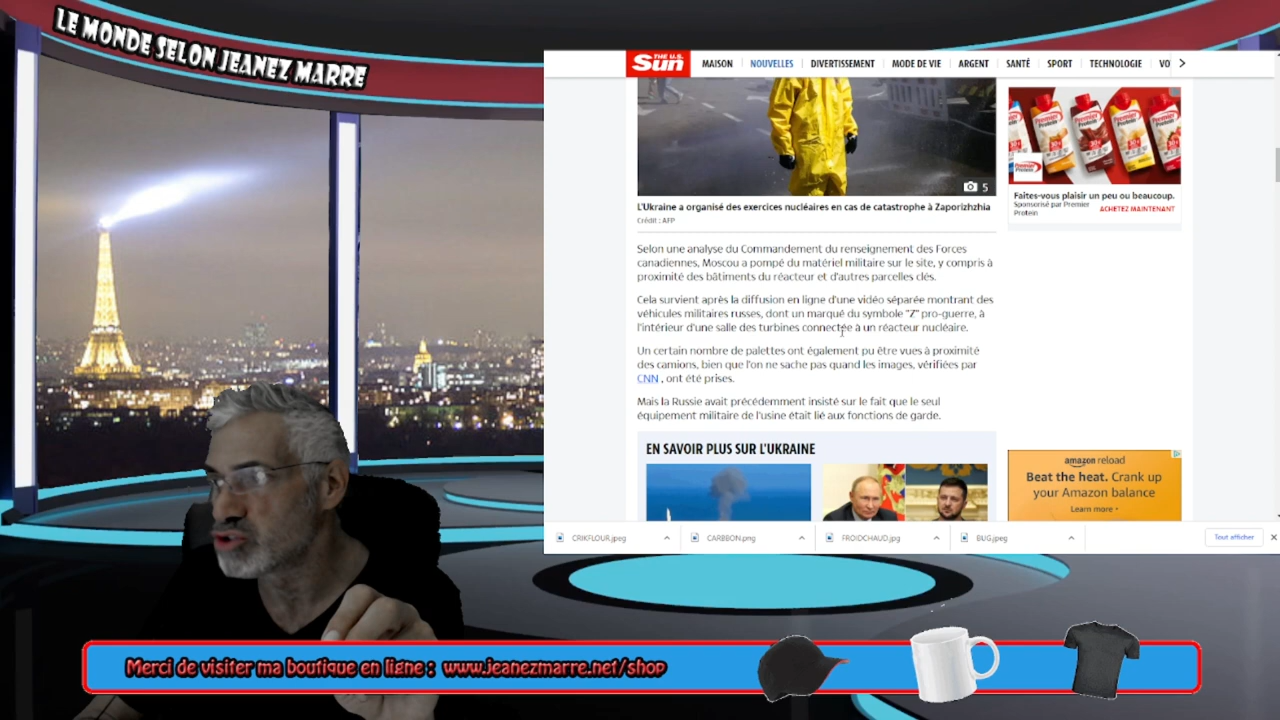 LE MONDE SELON JEANEZ MARRE
THE U.S. Sun
MAISON NOUVELLES DIVERTISSEMENT MODE DE VIE ARGENT SANTÉ SPORT TECHNOLOGIE VO
5
L'Ukraine a organisé des exercices nucléaires en cas de catastrophe à Zaporizhzhia
Crédit : AFP
Selon une analyse du Commandement du renseignement des Forces
canadiennes, Moscou a pompé du matériel militaire sur le site, y compris à
proximité des bâtiments du réacteur et d'autres parcelles clés.
Cela survient après la diffusion en ligne d'une vidéo séparée montrant des
véhicules militaires russes, dont un marqué du symbole "Z" pro-guerre, à
l'intérieur d'une salle des turbines connectée à un réacteur nucléaire.
Un certain nombre de palettes ont également pu être vues à proximité
des camions, bien que l'on ne sache pas quand les images, vérifiées par
CNN , ont été prises.
Mais la Russie avait précédemment insisté sur le fait que le seul
équipement militaire de l'usine était lié aux fonctions de garde.
EN SAVOIR PLUS SUR L'UKRAINE
Premier Protein
Faites-vous plaisir un peu ou beaucoup.
Sponsorisé par Premier
Protein
ACHETEZ MAINTENANT
amazon reload
Beat the heat. Crank up
your Amazon balance
Learn more
CRIKFLOUR.jpeg CARBBON.png FROIDCHAUD.jpg BUG.jpeg Tout afficher
Merci de visiter ma boutique en ligne : www.jeanezmarre.net/shop